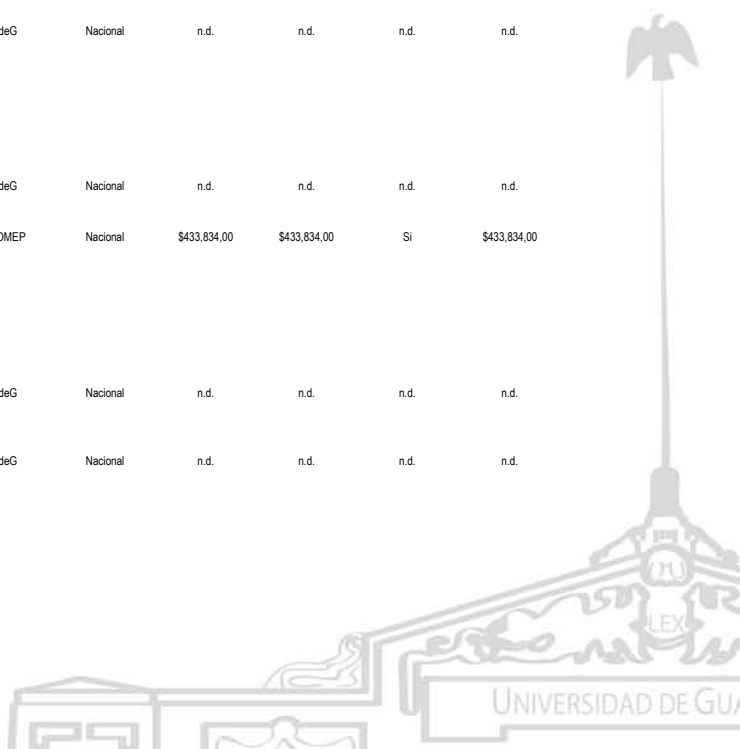 deG Nacional n.d. n.d. n.d. n.d.
deG Nacional n.d. n.d. n.d. n.d.
OMEP Nacional $433,834,00 $433,834,00 Si $433,834,00
deG Nacional n.d. n.d. n.d. n.d.
deG Nacional n.d. n.d. n.d. n.d.
LEX
UNIVERSIDAD DE GUA